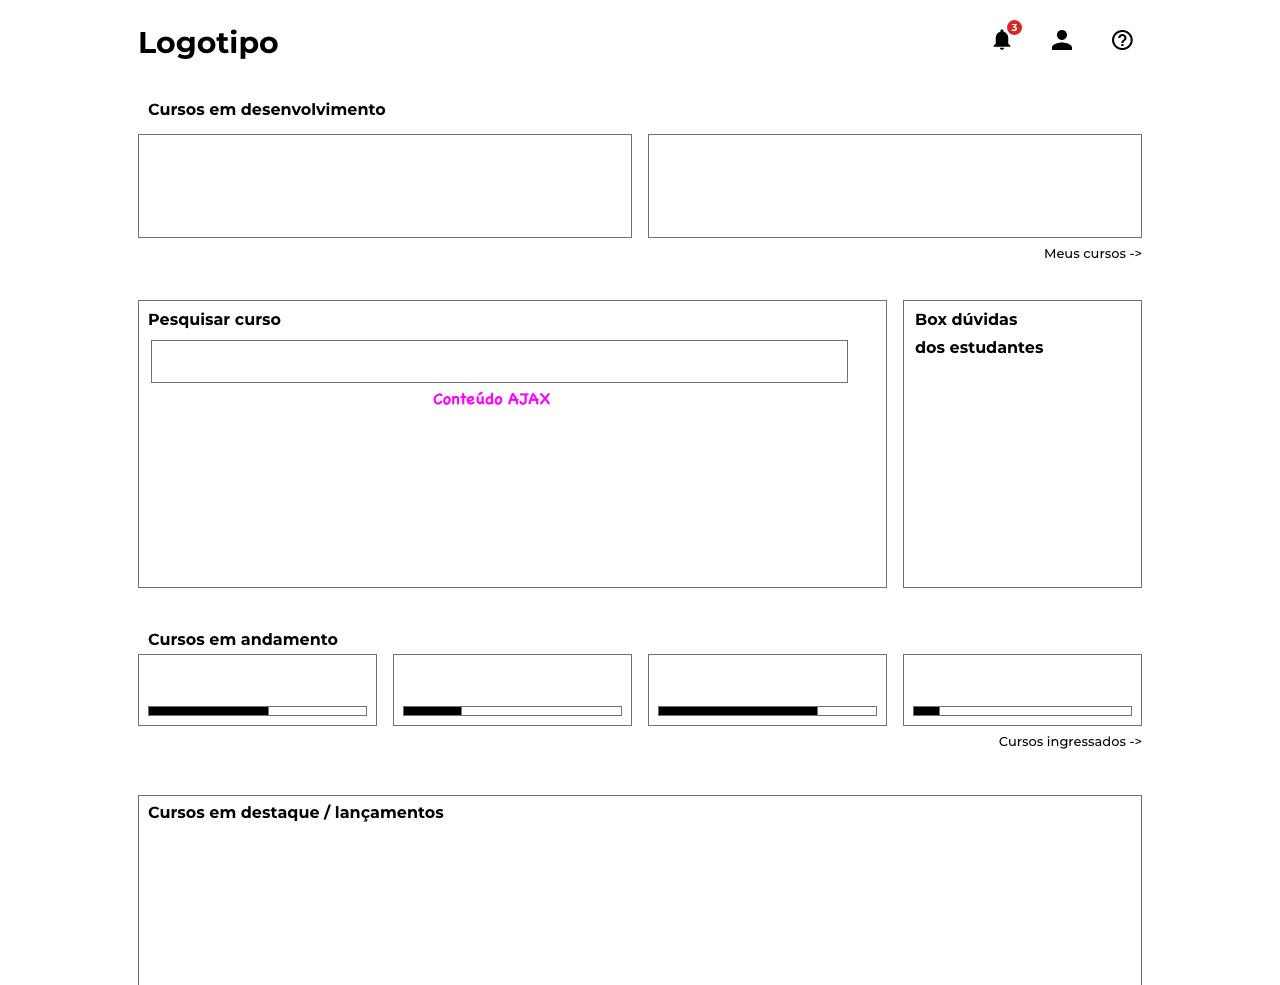 Logotipo
3
Cursos em desenvolvimento
Meus cursos ->
Pesquisar curso
Conteúdo AJAX
Box dúvidas
dos estudantes
Cursos em andamento
Cursos ingressados ->
Cursos em destaque / lançamentos